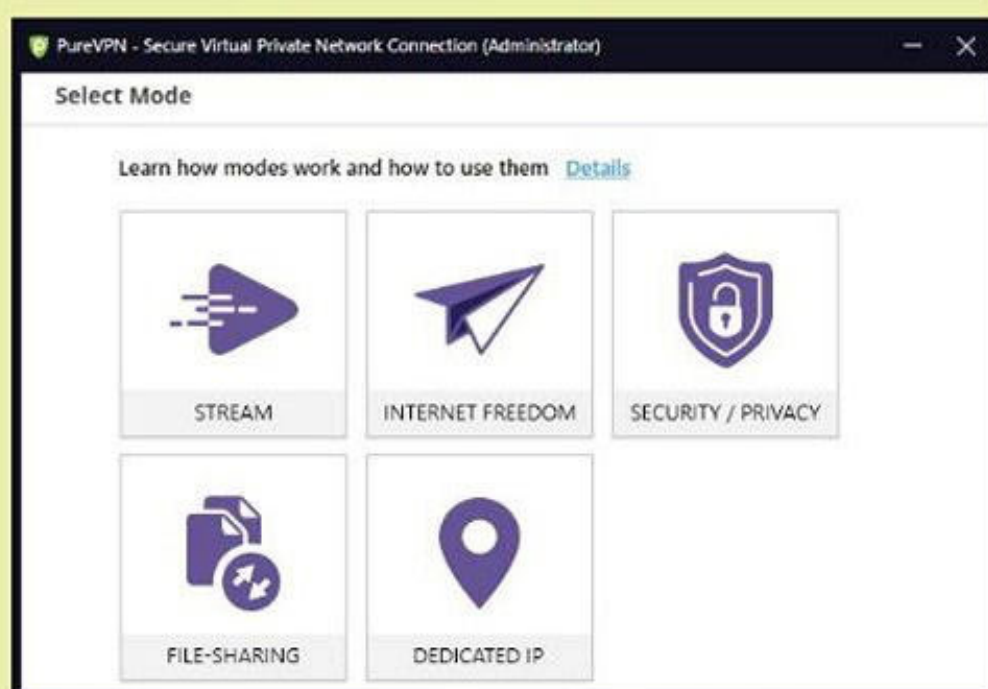 PureVPN - Secure Virtual Private Network Connection (Administrator)
Select Mode
Learn how modes work and how to use them Details
STREAM
INTERNET FREEDOM
SECURITY / PRIVACY
FILE-SHARING
DEDICATED IP